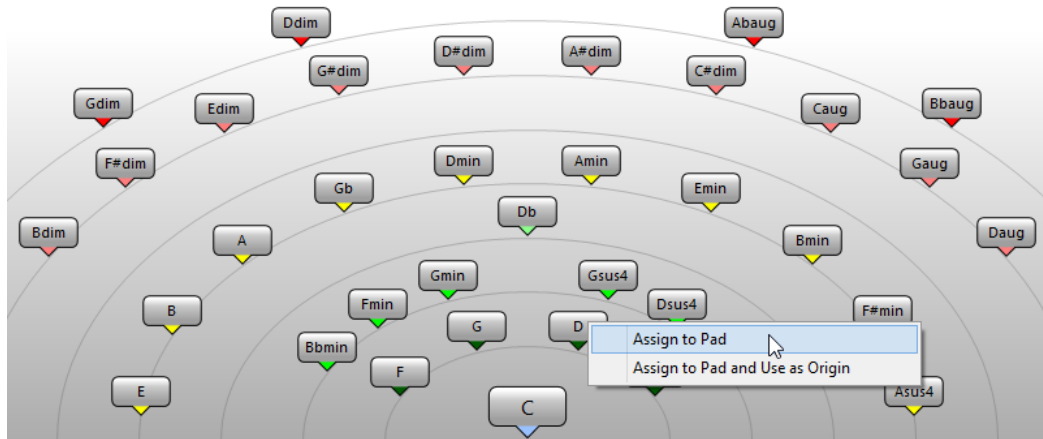 Ddim
Abaug
D#dim
A#dim
G#dim
C#dim
Gdim
Edim
Caug
Bbaug
F#dim
Dmin
Amin
Gaug
Gb
Emin
Db
Bdim
A
Bmin
Daug
Gmin
Gsus4
Fmin
Dsus4
B
F#min
G
D
Assign to Pad
Bbmin
F
Assign to Pad and Use as Origin
E
C
Asus4